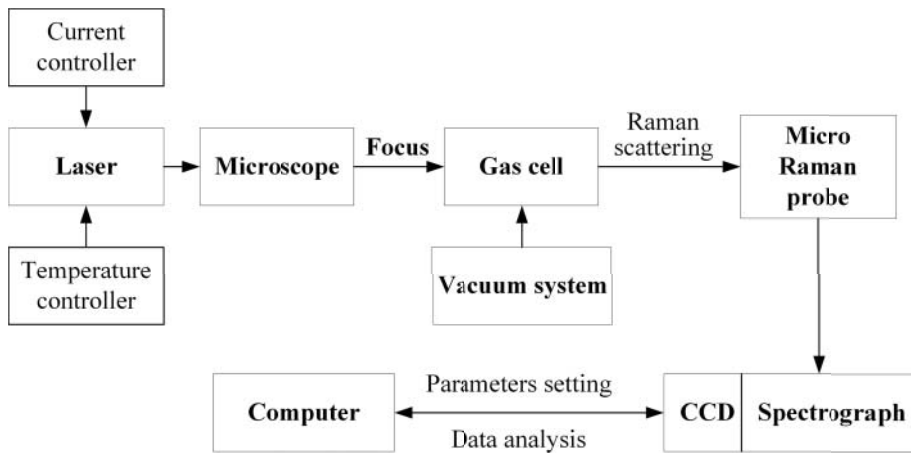 Current
controller
Laser
Temperature
controller
Microscope
Focus
Gas cell
Vacuum system
Raman
scattering
Micro
Raman
probe
Parameters setting
Computer
CCD
Spectrograph
Data analysis